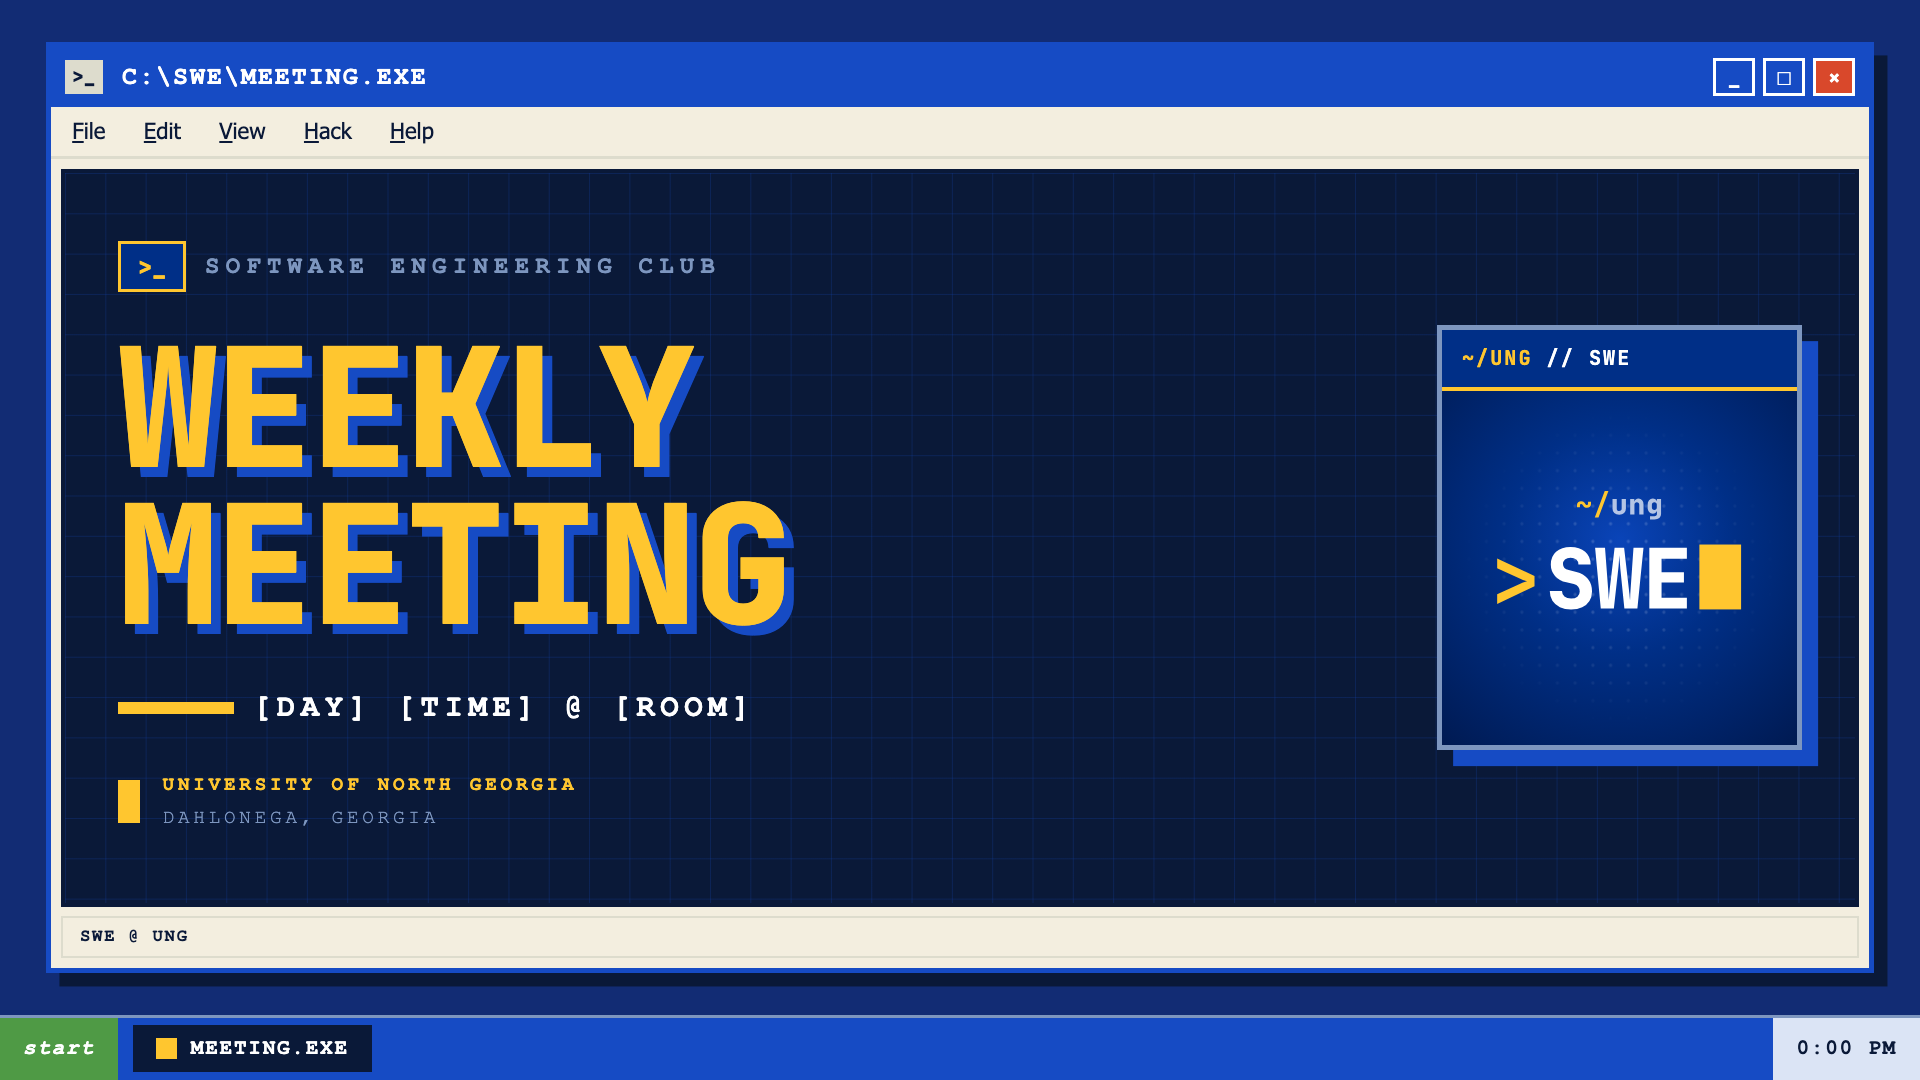 >_ C:\SWE\MEETING.EXE _ □ ×
File Edit View Hack Help
>_ SOFTWARE ENGINEERING CLUB
WEEKLY
MEETING
[DAY] [TIME] @ [ROOM]
UNIVERSITY OF NORTH GEORGIA
DAHLONEGA, GEORGIA
~/UNG // SWE
~/ung
>SWE
SWE @ UNG
start MEETING.EXE 0:00 PM